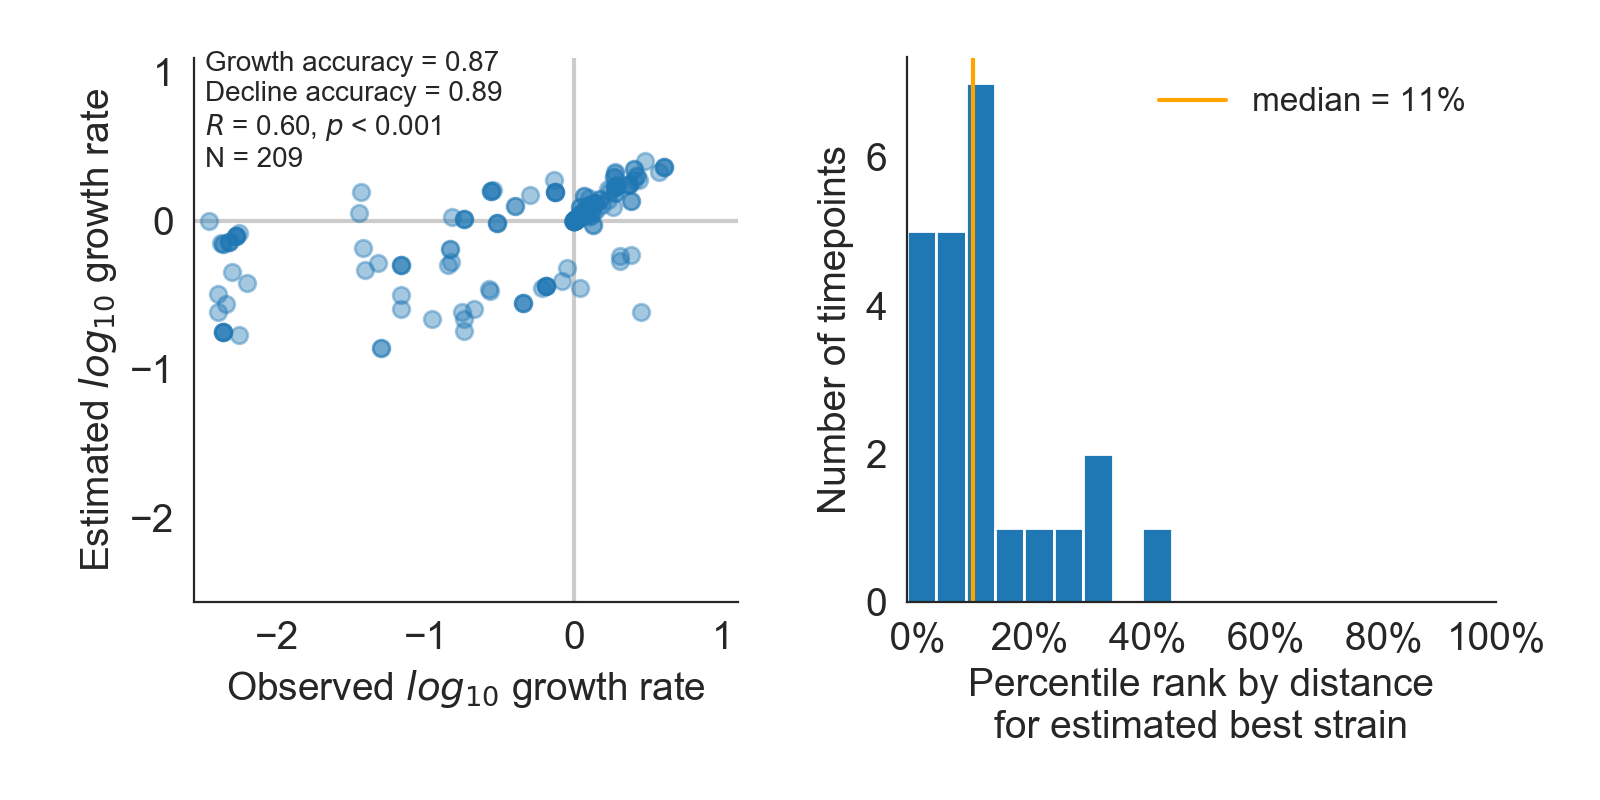 Growth accuracy = 0.87
Decline accuracy = 0.89
R = 0.60, p < 0.001
N = 209
1
0
−1
−2
Estimated log10 growth rate
−2 −1 0 1
Observed log10 growth rate
median = 11%
6
4
2
0
Number of timepoints
0% 20% 40% 60% 80% 100%
Percentile rank by distance
for estimated best strain